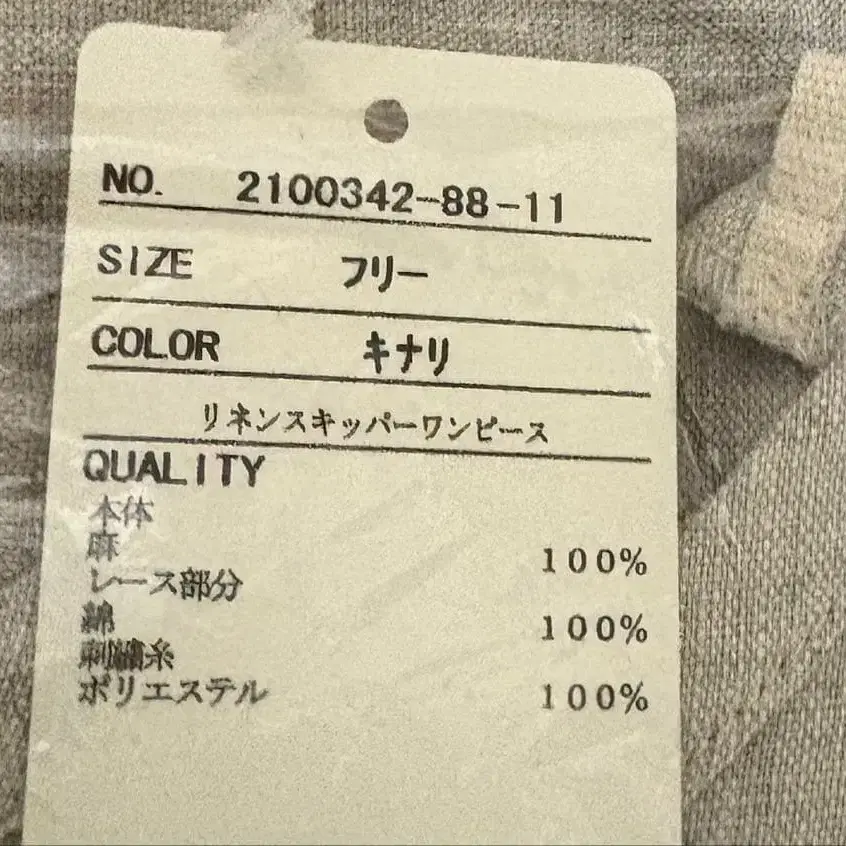 NO. 2100342-88-11
SIZE フリー
COLOR キナリ
リネンスキッパーワンピース
QUALITY
本体
麻 100%
レース部分
綿 100%
刺繍糸
ポリエステル 100%